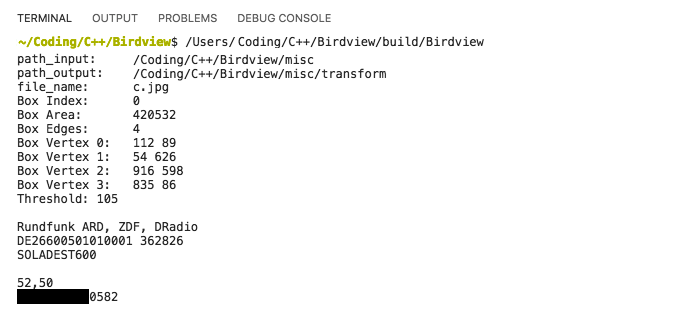 TERMINAL OUTPUT PROBLEMS DEBUG CONSOLE
~/Coding/C++/Birdview$ /Users/Coding/C++/Birdview/build/Birdview
path_input: /Coding/C++/Birdview/misc
path_output: /Coding/C++/Birdview/misc/transform
file_name: c.jpg
Box Index: 0
Box Area: 420532
Box Edges: 4
Box Vertex 0: 112 89
Box Vertex 1: 54 626
Box Vertex 2: 916 598
Box Vertex 3: 835 86
Threshold: 105
Rundfunk ARD, ZDF, DRadio
DE26600501010001 362826
SOLADEST600
52,50
0582